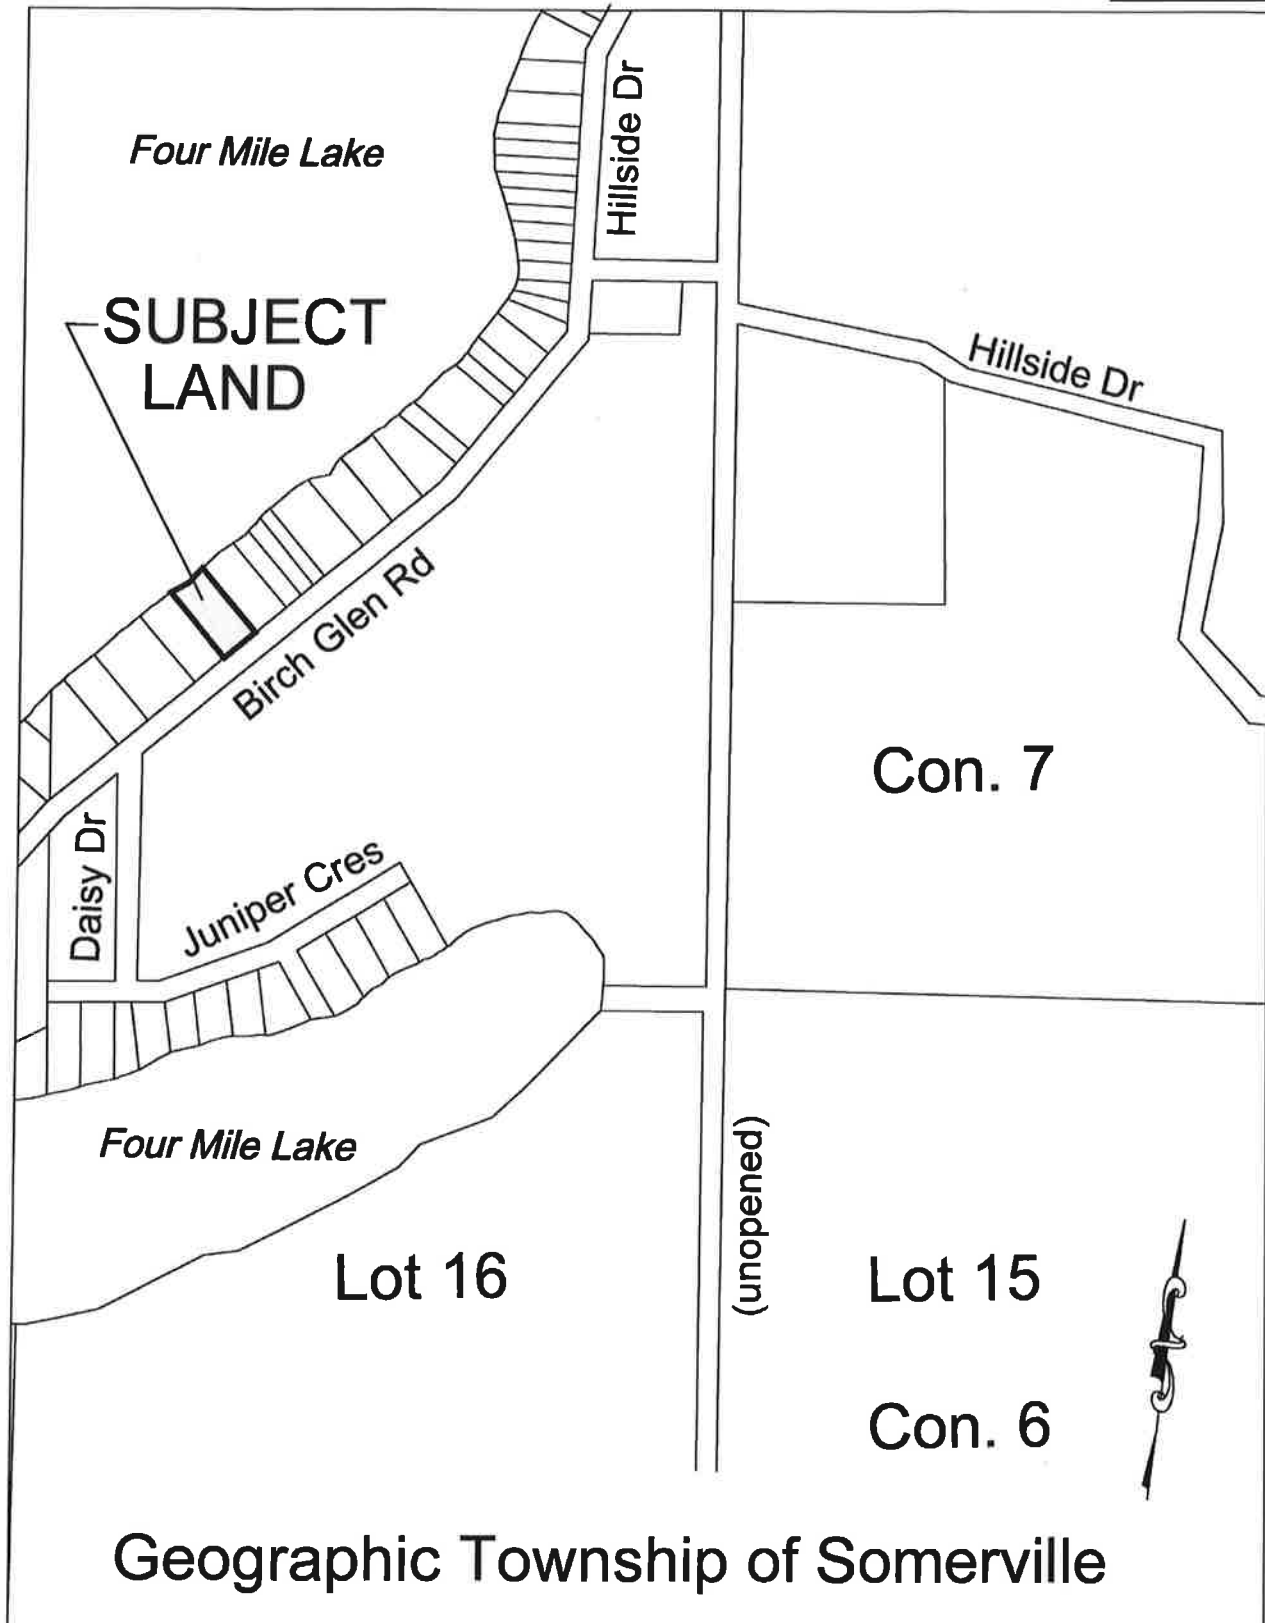 Hillside Dr
Four Mile Lake
SUBJECT
LAND
Hillside Dr
Birch Glen Rd
Con. 7
Daisy Dr
Juniper Cres
Four Mile Lake
(unopened)
Lot 16
Lot 15
Con. 6
Geographic Township of Somerville